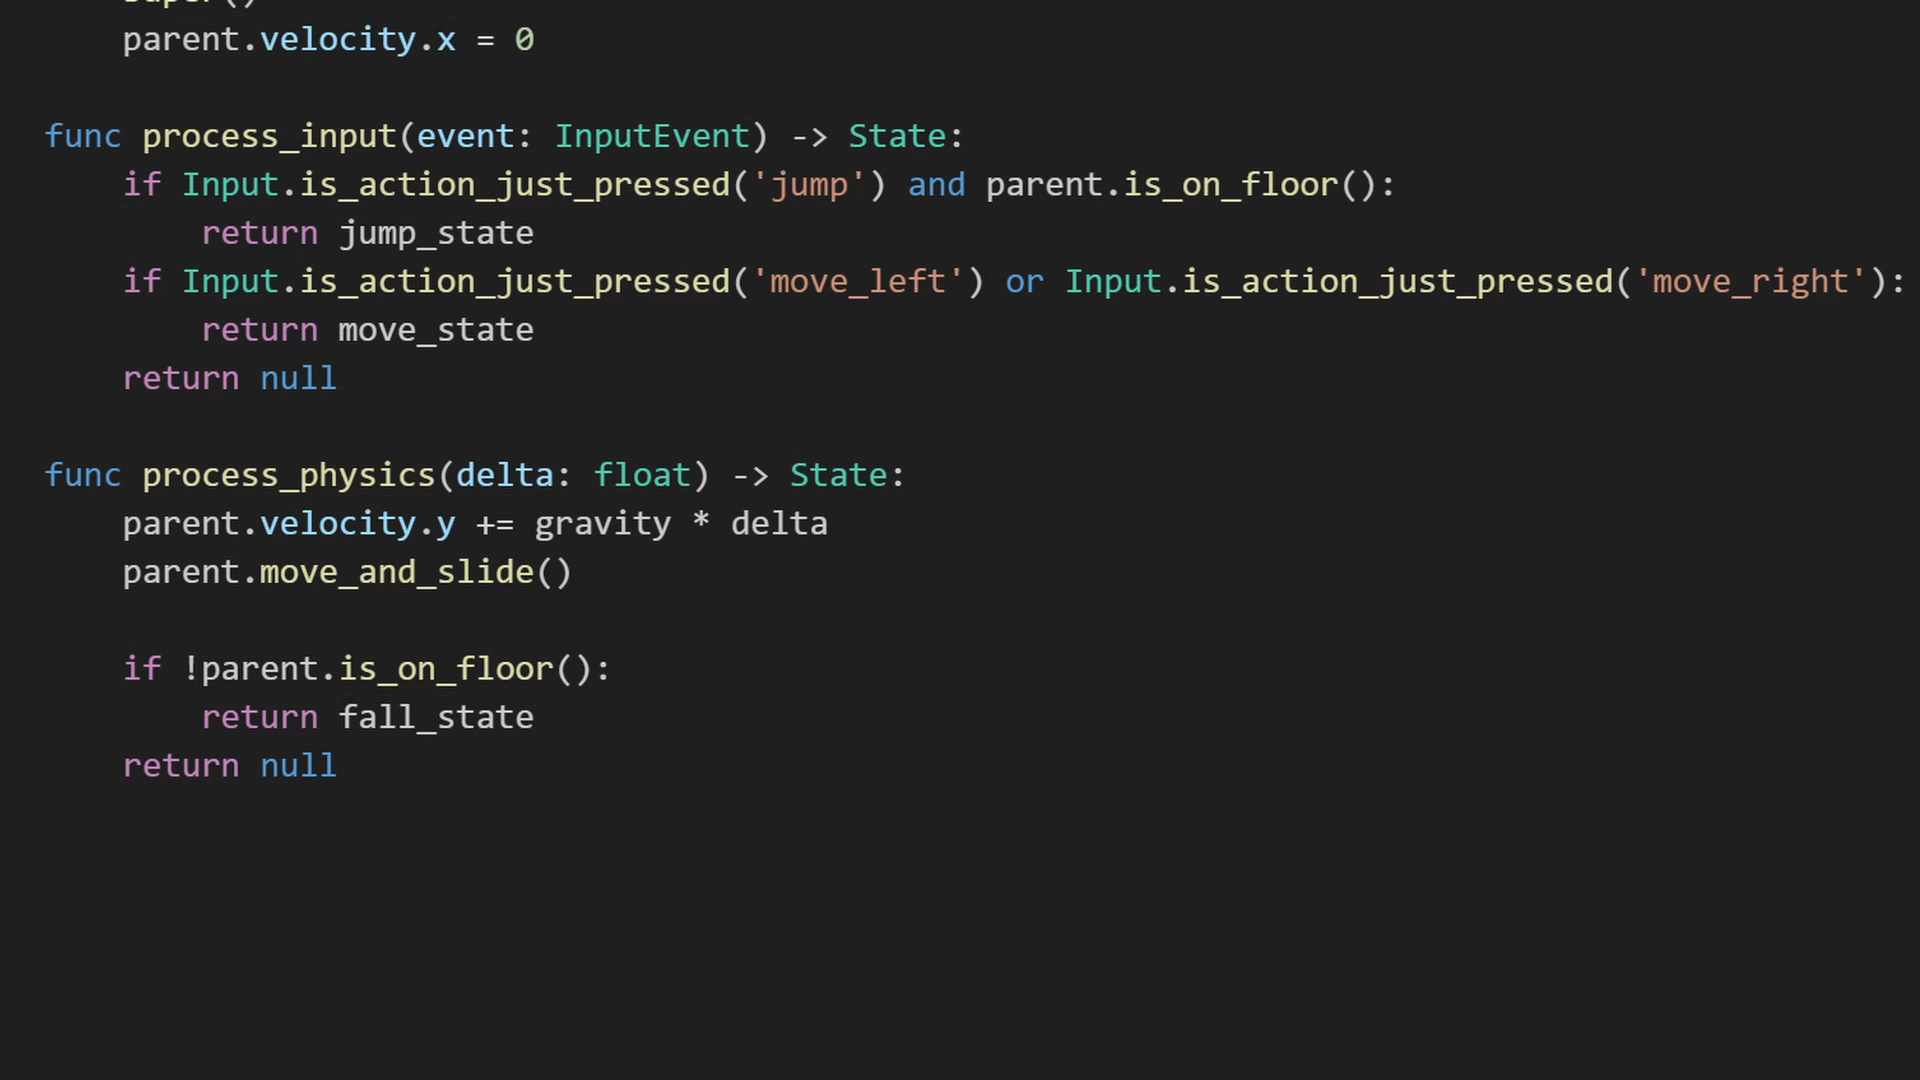 super()
parent.velocity.x = 0
func process_input(event: InputEvent) -> State:
if Input.is_action_just_pressed('jump') and parent.is_on_floor():
return jump_state
if Input.is_action_just_pressed('move_left') or Input.is_action_just_pressed('move_right'):
return move_state
return null
func process_physics(delta: float) -> State:
parent.velocity.y += gravity * delta
parent.move_and_slide()
if !parent.is_on_floor():
return fall_state
return null